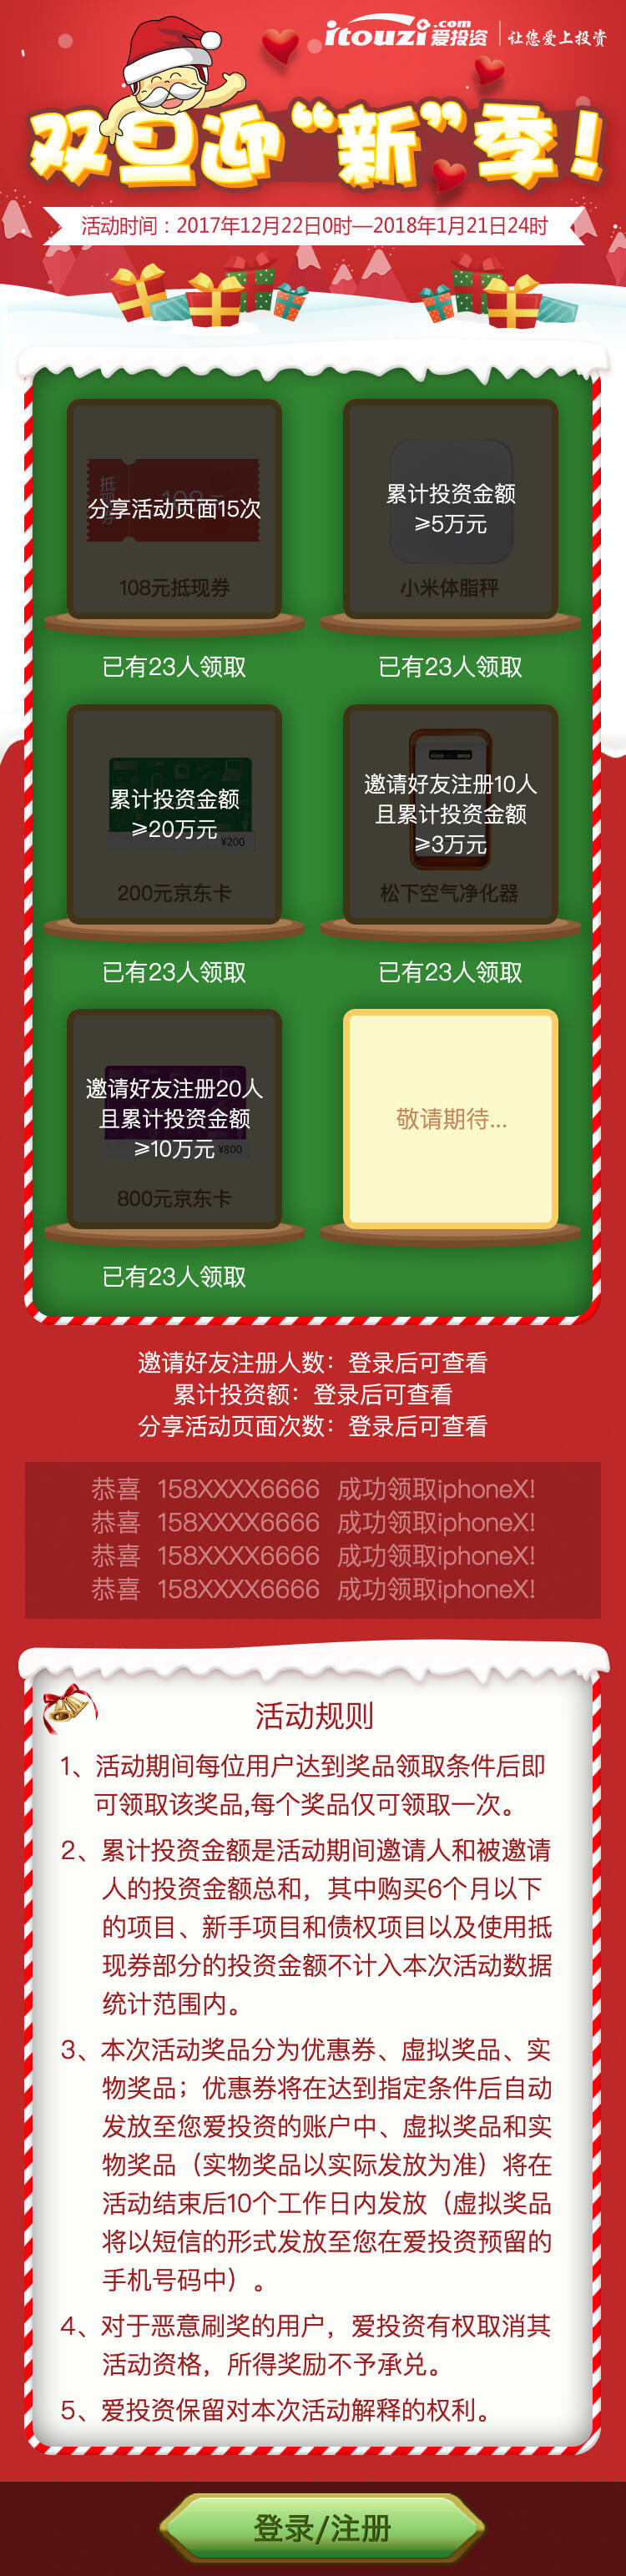 itouzi.com爱投资 让您爱上投资
双旦迎“新”季!
活动时间：2017年12月22日0时—2018年1月21日24时
分享活动页面15次
108元抵现券
累计投资金额
≥5万元
小米体脂秤
已有23人领取
已有23人领取
累计投资金额
≥20万元
¥200
200元京东卡
邀请好友注册10人
且累计投资金额
≥3万元
松下空气净化器
已有23人领取
已有23人领取
邀请好友注册20人
且累计投资金额
≥10万元
¥800
800元京东卡
敬请期待...
已有23人领取
邀请好友注册人数：登录后可查看
累计投资额：登录后可查看
分享活动页面次数：登录后可查看
恭喜 158XXXX6666 成功领取iphoneX!
恭喜 158XXXX6666 成功领取iphoneX!
恭喜 158XXXX6666 成功领取iphoneX!
恭喜 158XXXX6666 成功领取iphoneX!
活动规则
1、活动期间每位用户达到奖品领取条件后即
可领取该奖品,每个奖品仅可领取一次。
2、累计投资金额是活动期间邀请人和被邀请
人的投资金额总和，其中购买6个月以下
的项目、新手项目和债权项目以及使用抵
现券部分的投资金额不计入本次活动数据
统计范围内。
3、本次活动奖品分为优惠券、虚拟奖品、实
物奖品；优惠券将在达到指定条件后自动
发放至您爱投资的账户中、虚拟奖品和实
物奖品（实物奖品以实际发放为准）将在
活动结束后10个工作日内发放（虚拟奖品
将以短信的形式发放至您在爱投资预留的
手机号码中）。
4、对于恶意刷奖的用户，爱投资有权取消其
活动资格，所得奖励不予承兑。
5、爱投资保留对本次活动解释的权利。
登录/注册